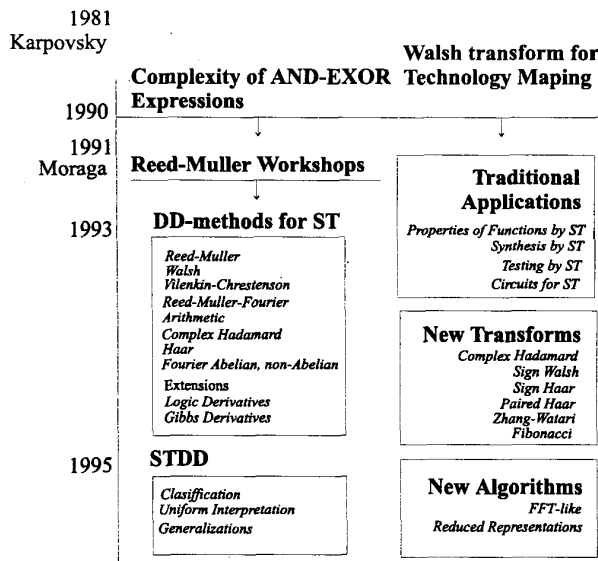 1981
Karpovsky
Complexity of AND-EXOR
Expressions
Walsh transform for
Technology Maping
1990
1991
Moraga
Reed-Muller Workshops
1993
DD-methods for ST
Reed-Muller
Walsh
Vilenkin-Chrestenson
Reed-Muller-Fourier
Arithmetic
Complex Hadamard
Haar
Fourier Abelian, non-Abelian
Extensions
Logic Derivatives
Gibbs Derivatives
1995
STDD
Clasiffication
Uniform Interpretation
Generalizations
Traditional
Applications
Properties of Functions by ST
Synthesis by ST
Testing by ST
Circuits for ST
New Transforms
Complex Hadamard
Sign Walsh
Sign Haar
Paired Haar
Zhang-Watari
Fibonacci
New Algorithms
FFT-like
Reduced Representations